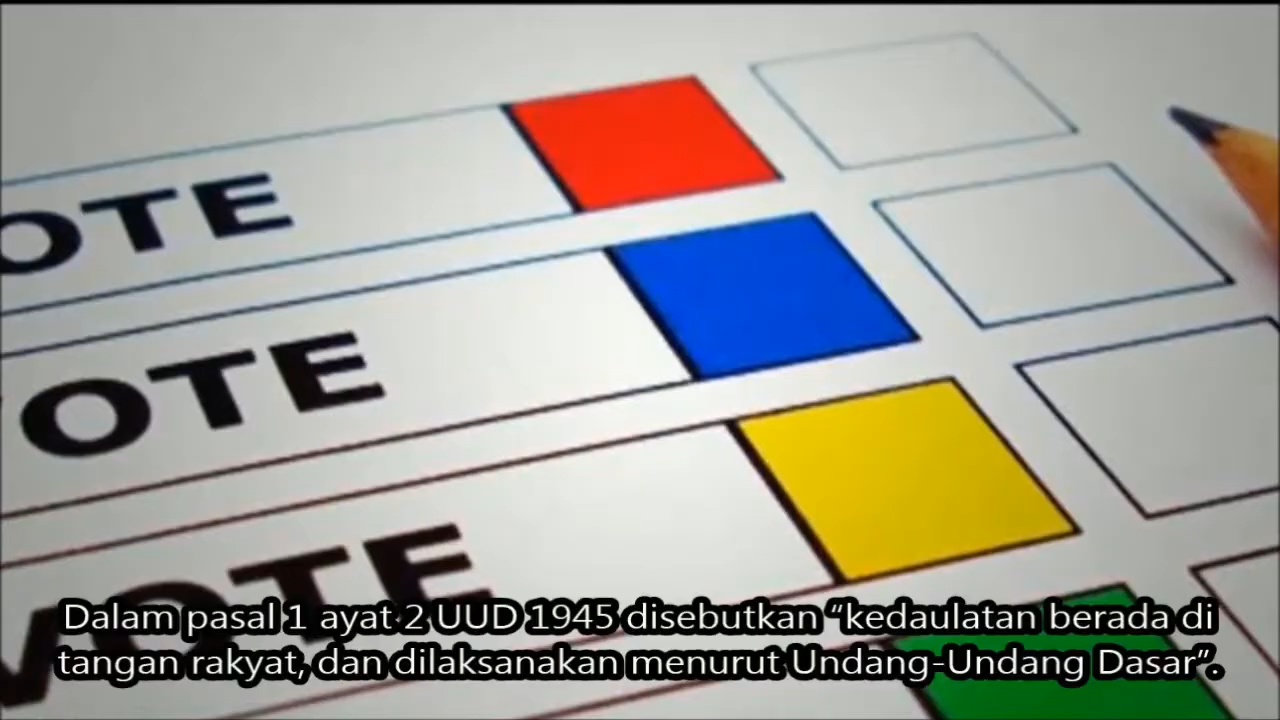 OTE
OTE
VOTE
Dalam pasal 1 ayat 2 UUD 1945 disebutkan “kedaulatan berada di
tangan rakyat, dan dilaksanakan menurut Undang-Undang Dasar”.